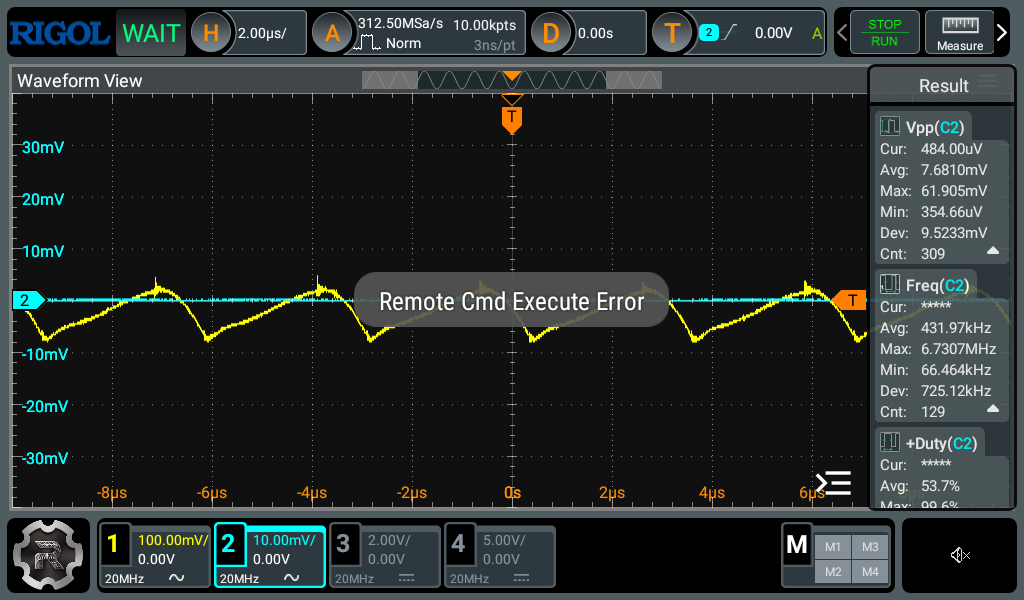 RIGOL WAIT H 2.00µs/ A 312.50MSa/s 10.00kpts D 0.00s T 2 0.00V A STOP
Norm 3ns/pt RUN Measure
Waveform View
T
30mV
20mV
10mV
2 T
-10mV
-20mV
-30mV
Remote Cmd Execute Error
-8µs -6µs -4µs -2µs 0s 2µs 4µs 6µs
Result
Vpp(C2)
Cur: 484.00uV
Avg: 7.6810mV
Max: 61.905mV
Min: 354.66uV
Dev: 9.5233mV
Cnt: 309
Freq(C2)
Cur: *****
Avg: 431.97kHz
Max: 6.7307MHz
Min: 66.464kHz
Dev: 725.12kHz
Cnt: 129
+Duty(C2)
Cur: *****
Avg: 53.7%
Max: 99.6%
R
1 100.00mV/
0.00V
20MHz
2 10.00mV/
0.00V
20MHz
3 2.00V/
0.00V
20MHz
4 5.00V/
0.00V
20MHz
M M1 M3
M2 M4